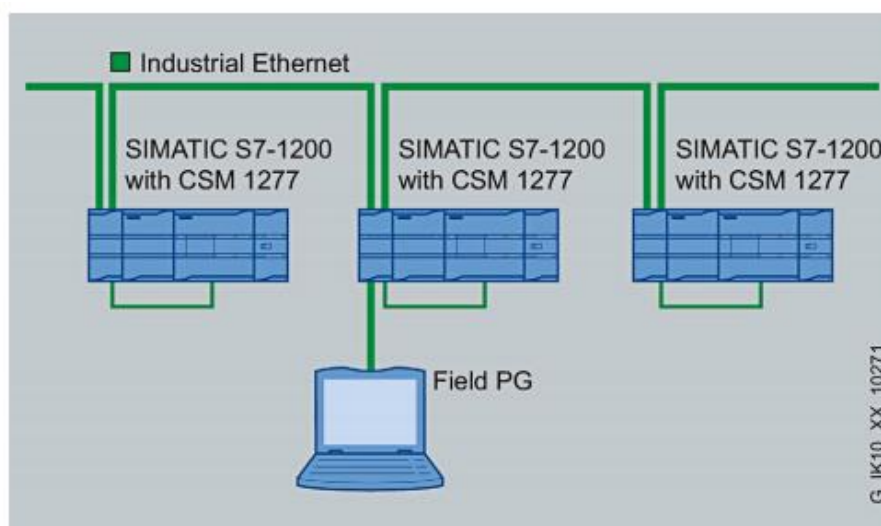 Industrial Ethernet
SIMATIC S7-1200
with CSM 1277
SIMATIC S7-1200
with CSM 1277
SIMATIC S7-1200
with CSM 1277
Field PG
G_IK10_XX_10271